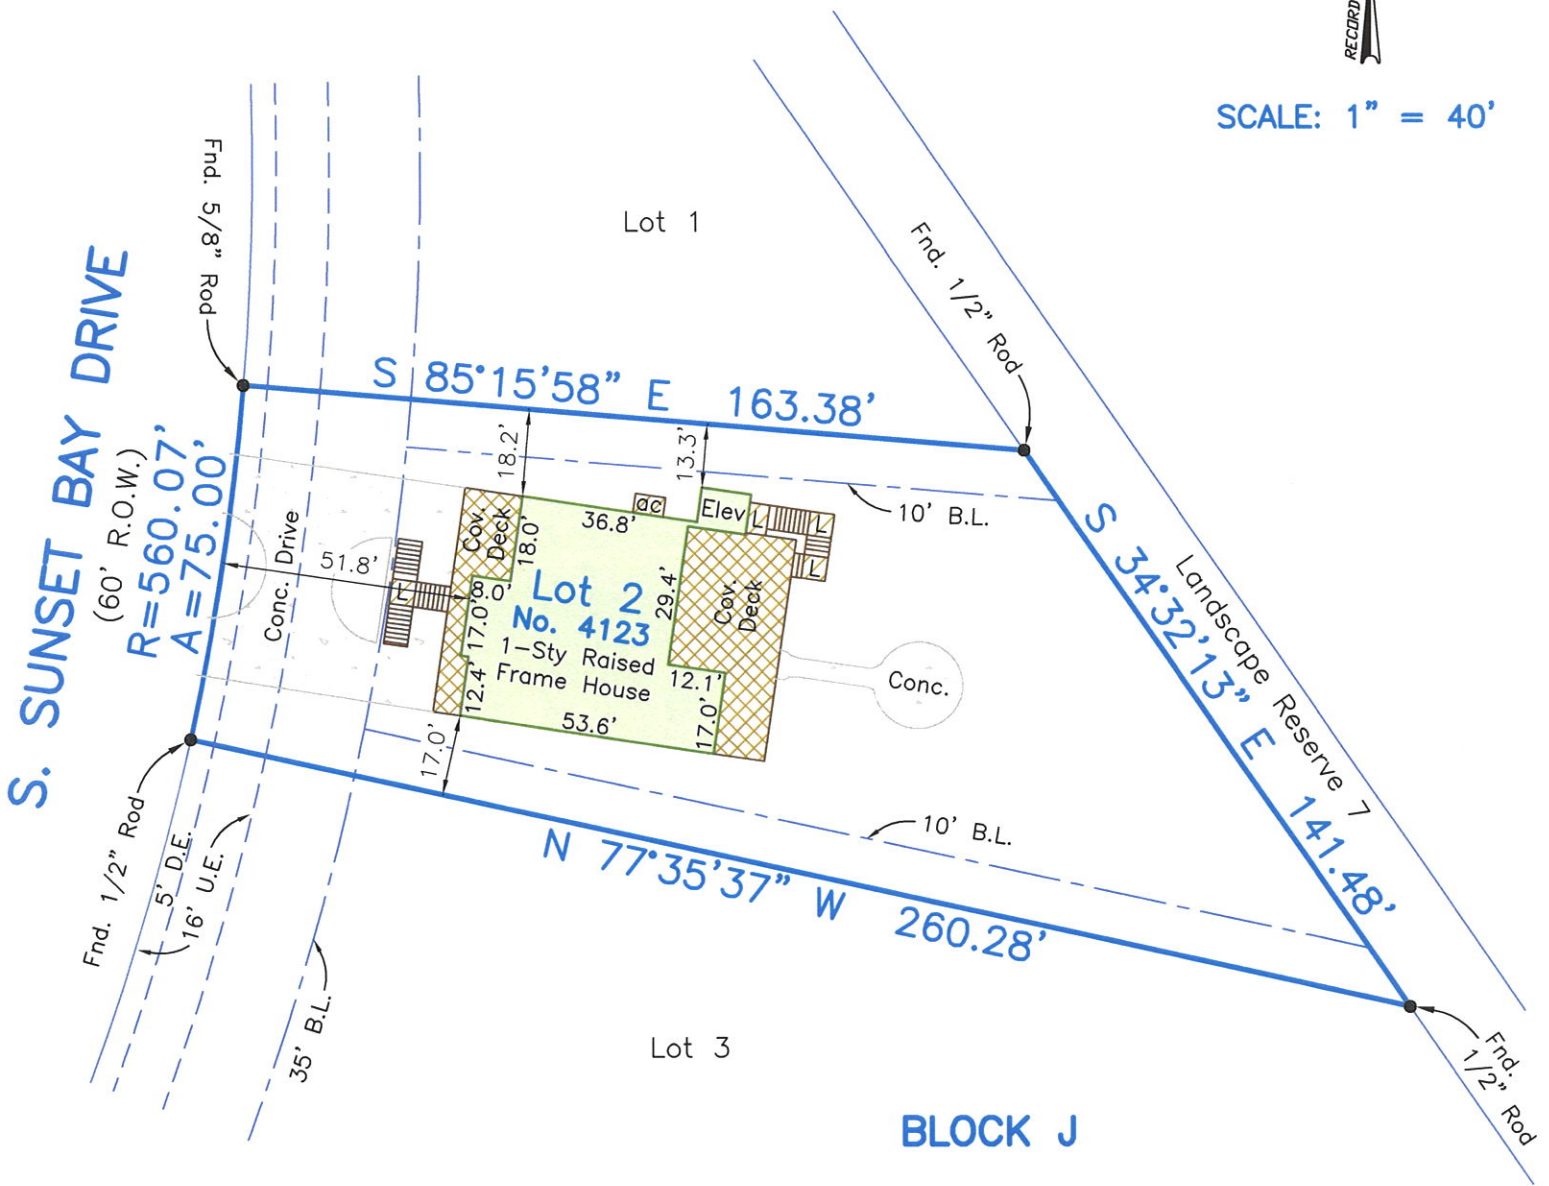 RECORD
SCALE: 1" = 40'
Lot 1
Fnd. 5/8" Rod
Fnd. 1/2" Rod
S. SUNSET BAY DRIVE
(60' R.O.W.)
R=560.07'
A=75.00'
S 85°15'58" E 163.38'
18.2'
13.3'
10' B.L.
ac
Elev
L
L
L
Cov.
Deck
36.8'
18.0'
Conc. Drive
51.8'
L
8.0'
Lot 2
No. 4123
1-Sty Raised
Frame House
17.0'
12.4'
29.4'
Cov.
Deck
12.1'
17.0'
53.6'
17.0'
Conc.
S 34°32'13" E 141.48'
Landscape Reserve 7
10' B.L.
N 77°35'37" W 260.28'
Fnd. 1/2" Rod
5' D.E.
16' U.E.
35' B.L.
Lot 3
Fnd.
1/2" Rod
BLOCK J